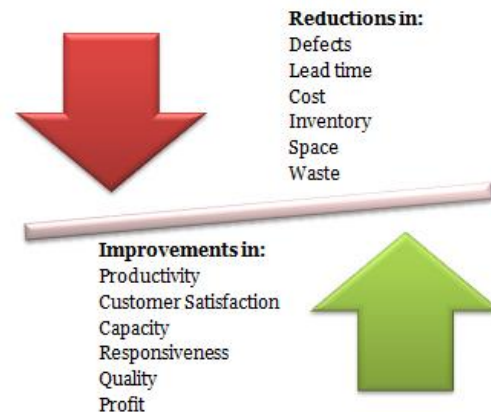 Reductions in:
Defects
Lead time
Cost
Inventory
Space
Waste
Improvements in:
Productivity
Customer Satisfaction
Capacity
Responsiveness
Quality
Profit